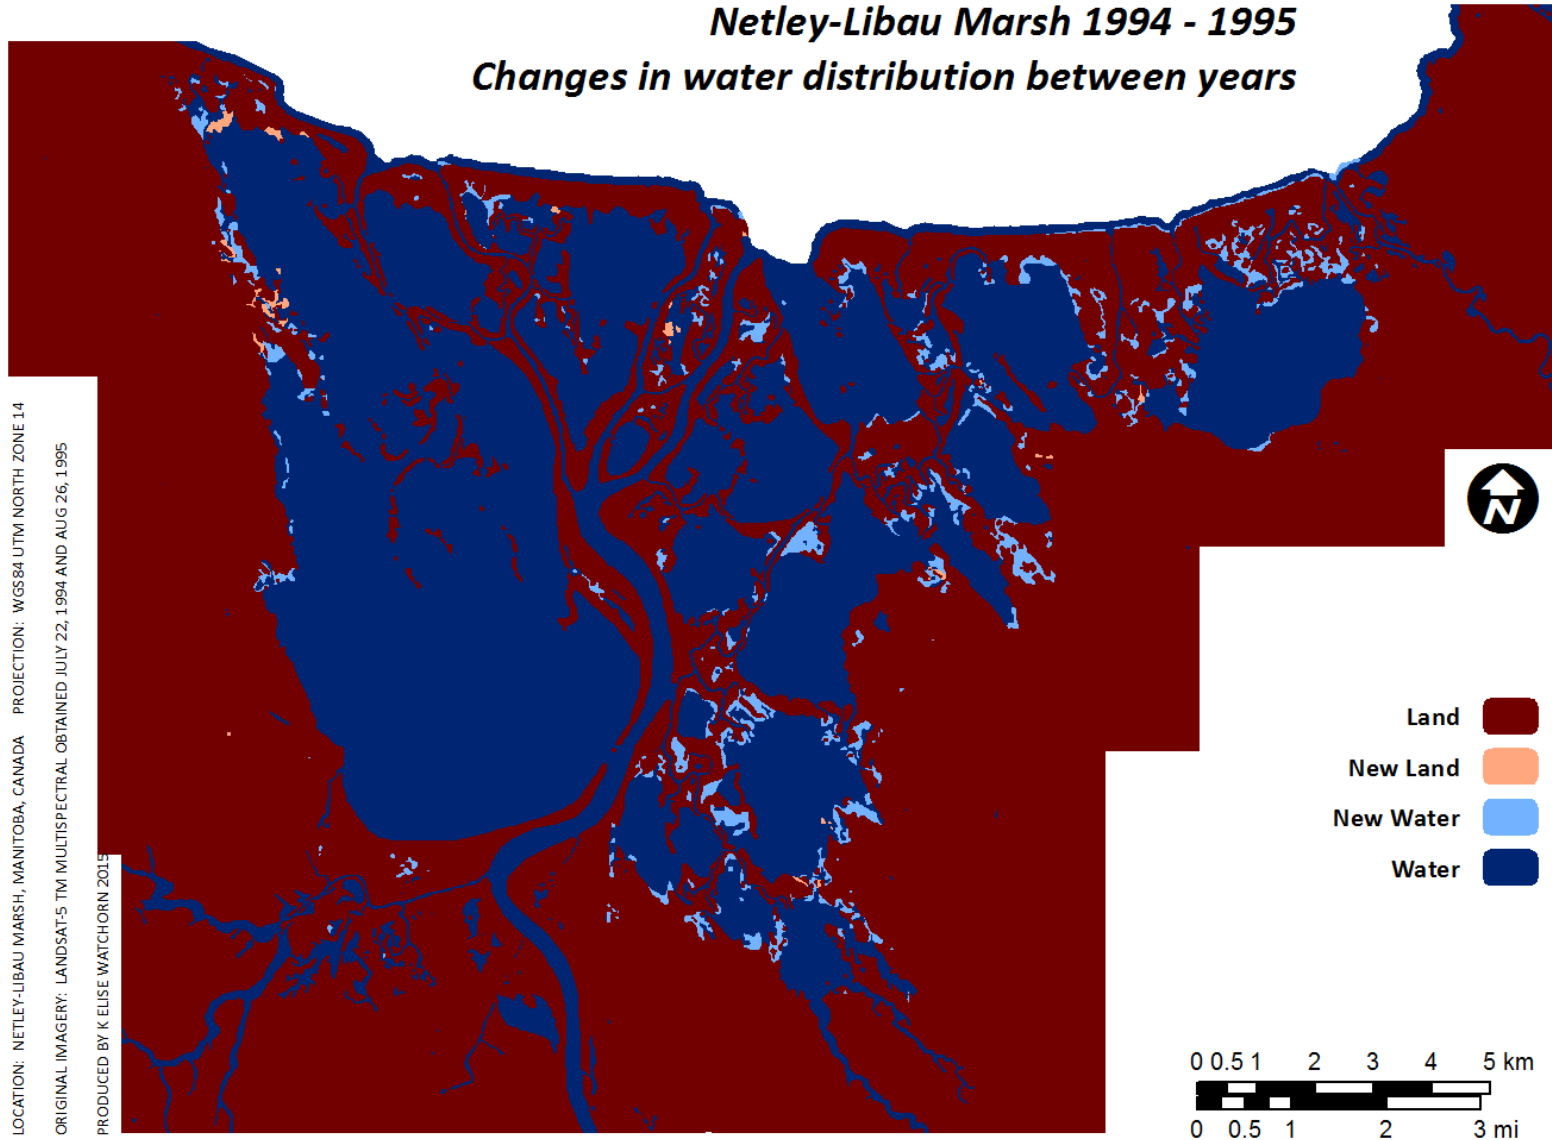 Netley-Libau Marsh 1994 - 1995
Changes in water distribution between years
LOCATION: NETLEY-LIBAU MARSH, MANITOBA, CANADA PROJECTION: WGS84 UTM NORTH ZONE 14
ORIGINAL IMAGERY: LANDSAT-5 TM MULTISPECTRAL OBTAINED JULY 22, 1994 AND AUG 26, 1995
PRODUCED BY K ELISE WATCHORN 2015
N
Land
New Land
New Water
Water
0 0.5 1 2 3 4 5 km
0 0.5 1 2 3 mi